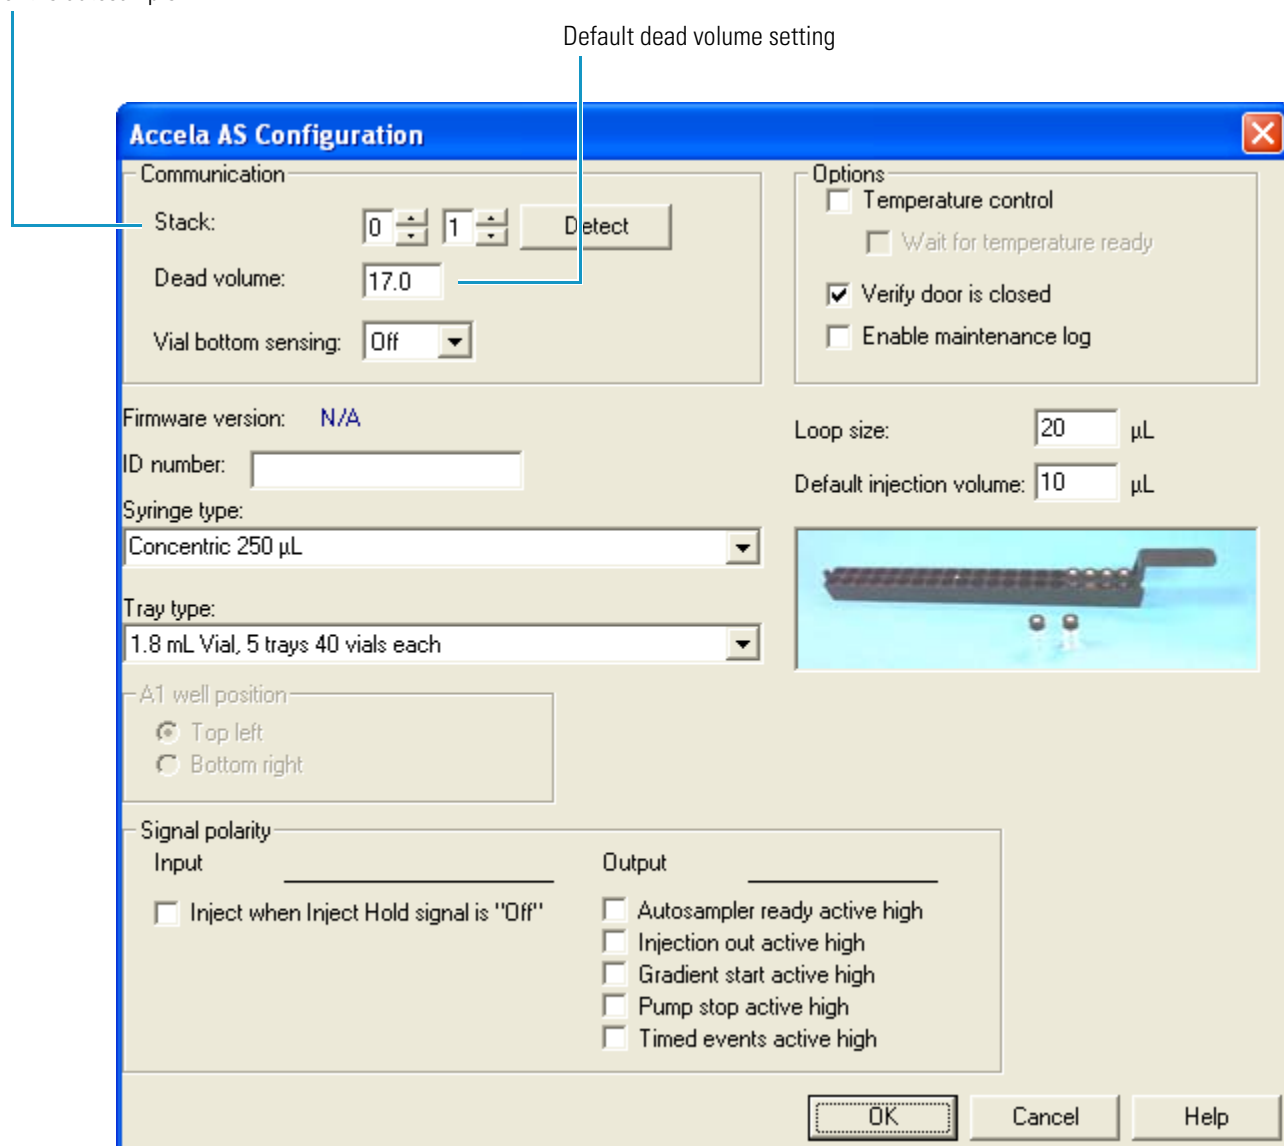 Default dead volume setting
Accela AS Configuration
Communication
Stack: 0 1 Detect
Dead volume: 17.0
Vial bottom sensing: Off
Options
Temperature control
Wait for temperature ready
Verify door is closed
Enable maintenance log
Firmware version: N/A
ID number:
Syringe type:
Concentric 250 µL
Tray type:
1.8 mL Vial, 5 trays 40 vials each
Loop size: 20 µL
Default injection volume: 10 µL
A1 well position
Top left
Bottom right
Signal polarity
Input
Inject when Inject Hold signal is "Off"
Output
Autosampler ready active high
Injection out active high
Gradient start active high
Pump stop active high
Timed events active high
OK Cancel Help